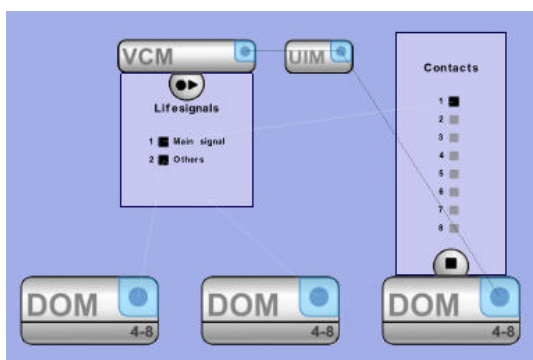 VCM
UIM
Contacts
Lifesignals
1 Main signal
2 Others
1
2
3
4
5
6
7
8
DOM
4-8
DOM
4-8
DOM
4-8